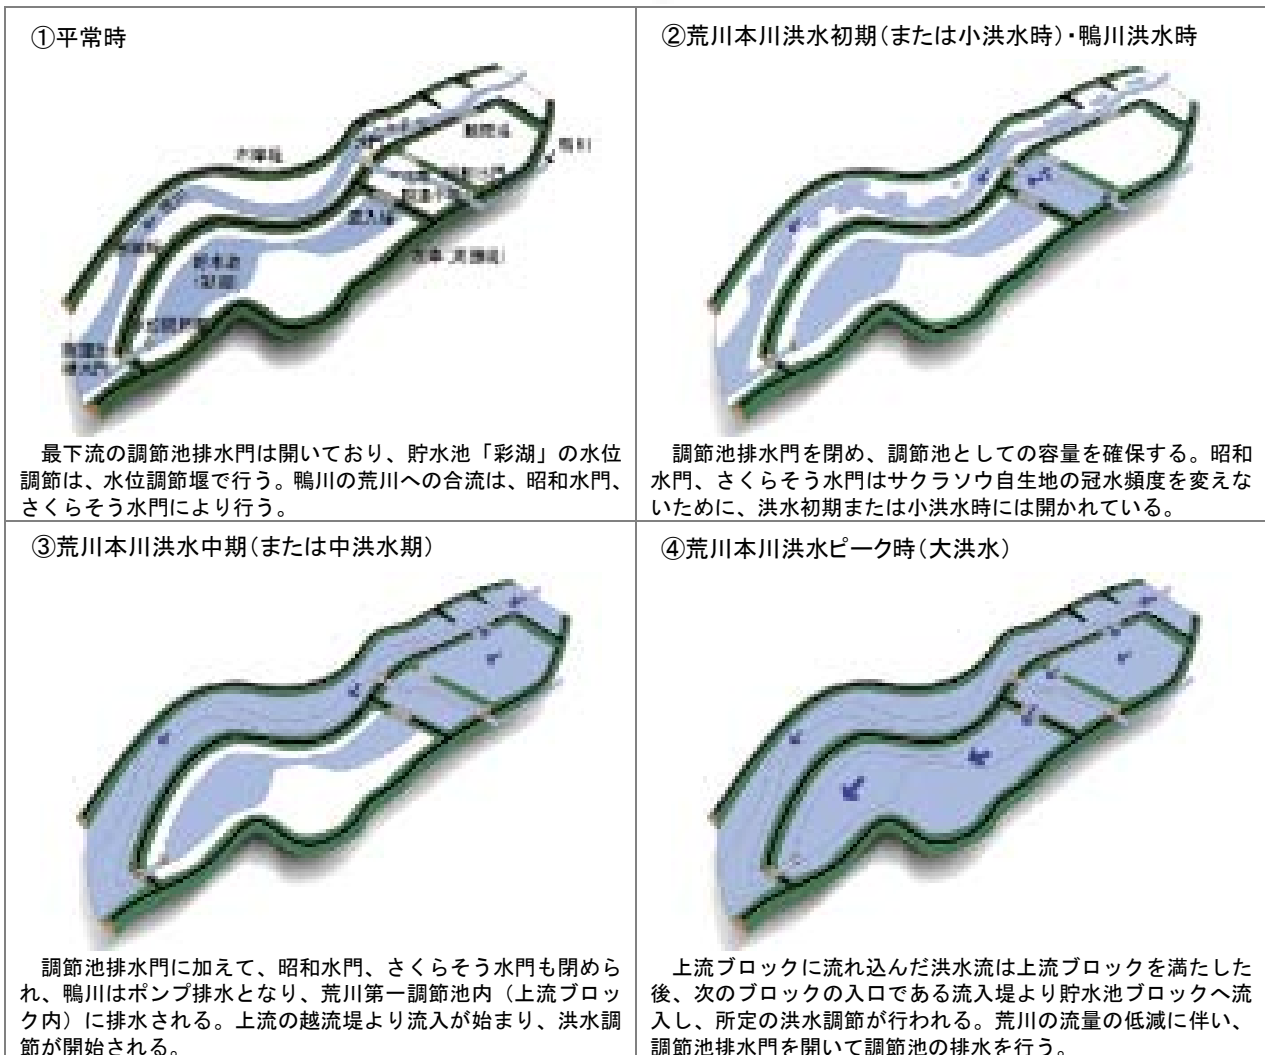 ①平常時
鴨川
最下流の調節池排水門は開いており、貯水池「彩湖」の水位
調節は、水位調節堰で行う。鴨川の荒川への合流は、昭和水門、
さくらそう水門により行う。
②荒川本川洪水初期(または小洪水時)・鴨川洪水時
調節池排水門を閉め、調節池としての容量を確保する。昭和
水門、さくらそう水門はサクラソウ自生地の冠水頻度を変えな
いために、洪水初期または小洪水時には開かれている。
③荒川本川洪水中期(または中洪水期)
調節池排水門に加えて、昭和水門、さくらそう水門も閉めら
れ、鴨川はポンプ排水となり、荒川第一調節池内(上流ブロッ
ク内)に排水される。上流の越流堤より流入が始まり、洪水調
節が開始される。
④荒川本川洪水ピーク時(大洪水)
上流ブロックに流れ込んだ洪水流は上流ブロックを満たした
後、次のブロックの入口である流入堤より貯水池ブロックへ流
入し、所定の洪水調節が行われる。荒川の流量の低減に伴い、
調節池排水門を開いて調節池の排水を行う。